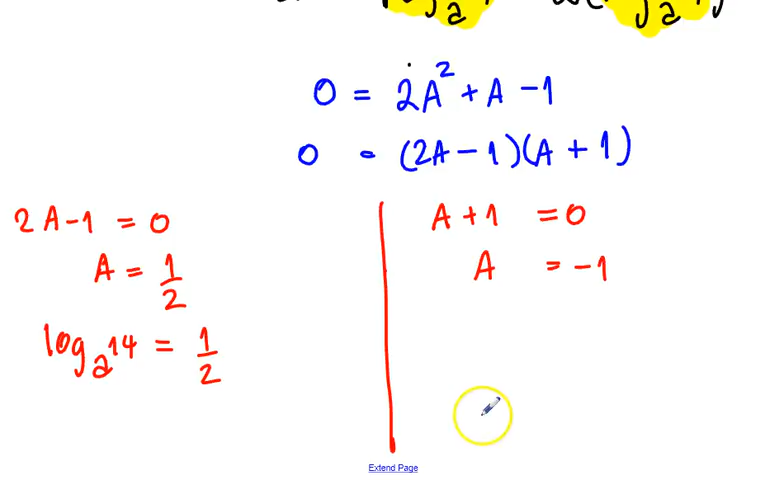 0 = 2A² + A - 1
0 = (2A - 1)(A + 1)
2A - 1 = 0
A = 1/2
logₐ14 = 1/2
A + 1 = 0
A = -1
Extend Page